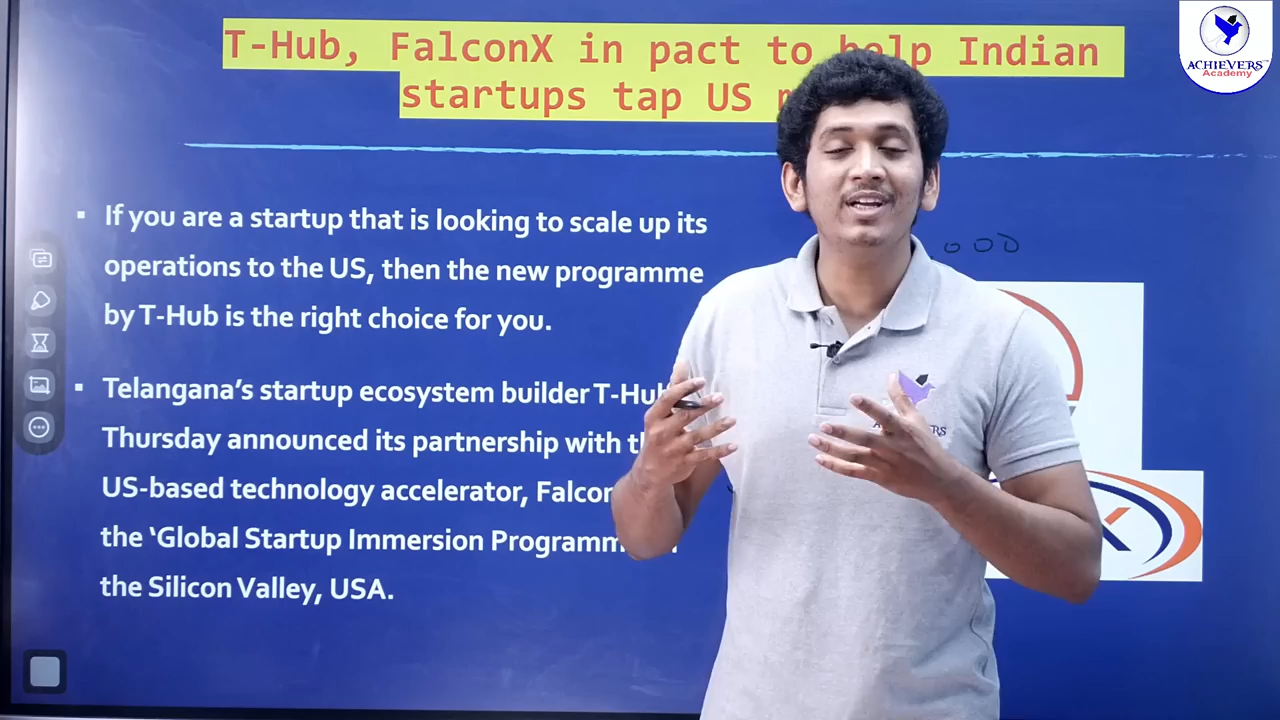 T-Hub, FalconX in pact to help Indian
startups tap US
ACHIEVERS
Academy
If you are a startup that is looking to scale up its
operations to the US, then the new programme
by T-Hub is the right choice for you.
000
Telangana's startup ecosystem builder T-Hub
Thursday announced its partnership with
US-based technology accelerator,
the ‘Global Startup Immersion
the Silicon Valley, USA.